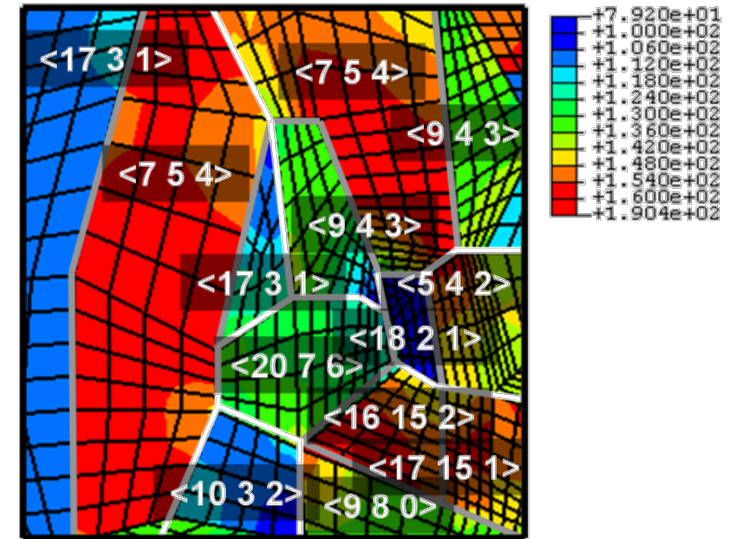 <17 3 1>
<7 5 4>
<9 4 3>
<7 5 4>
<9 4 3>
<17 3 1>
<5 4 2>
<18 2 1>
<20 7 6>
<16 15 2>
<17 15 1>
<10 3 2>
<9 8 0>
+7.920e+01
+1.000e+02
+1.060e+02
+1.120e+02
+1.180e+02
+1.240e+02
+1.300e+02
+1.360e+02
+1.420e+02
+1.480e+02
+1.540e+02
+1.600e+02
+1.904e+02